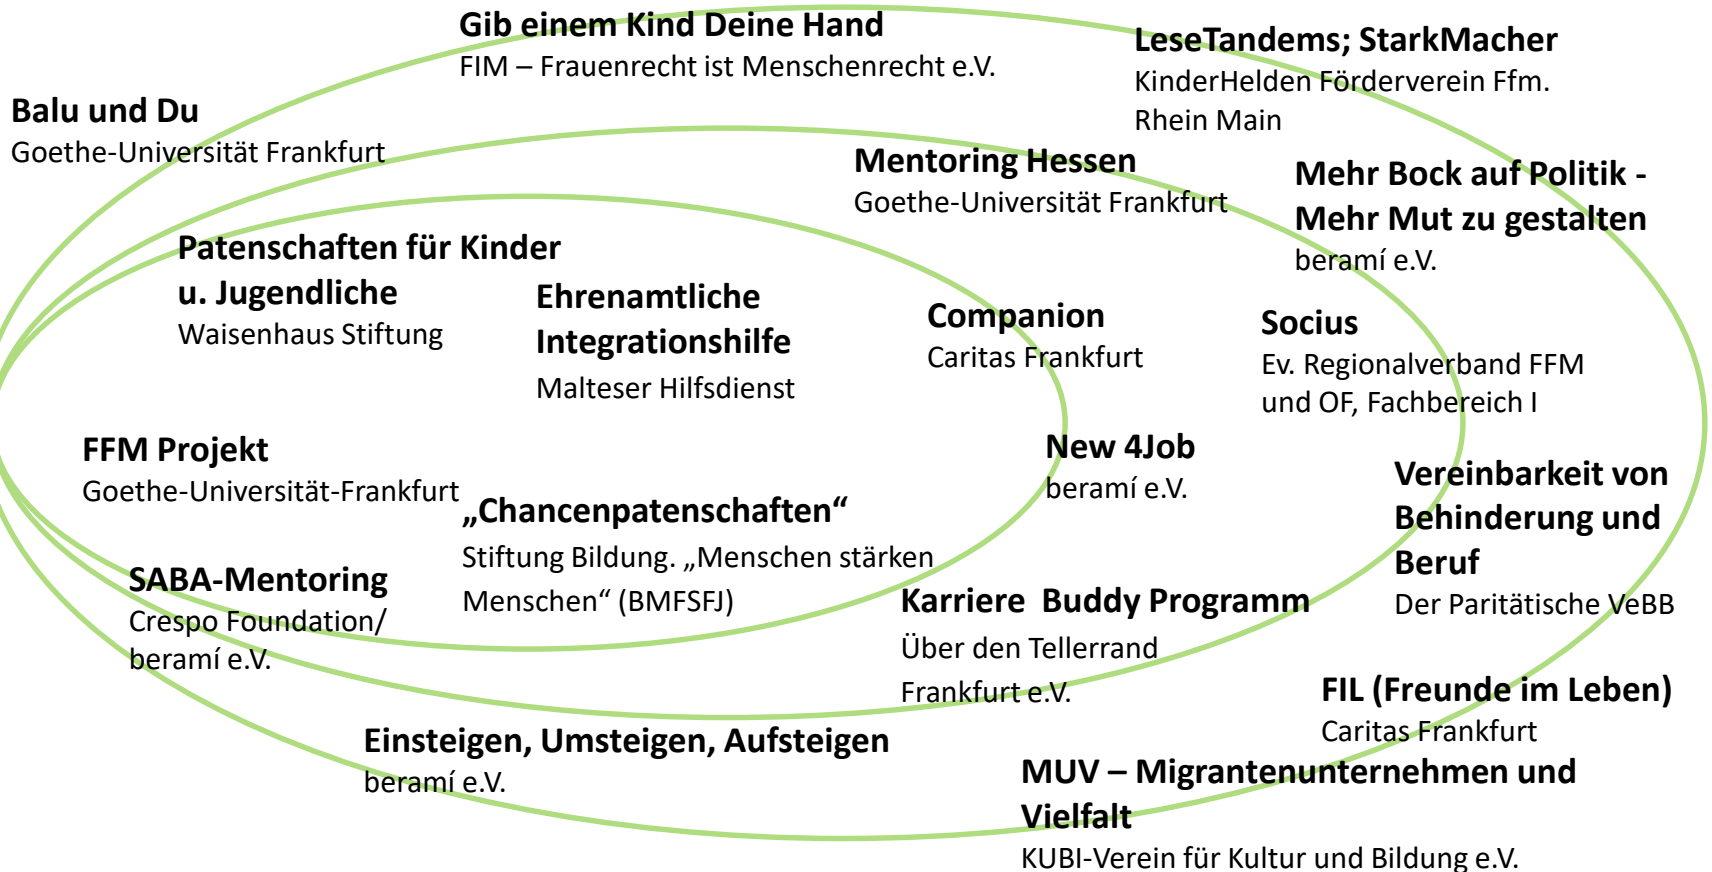 Gib einem Kind Deine Hand
FIM – Frauenrecht ist Menschenrecht e.V.
LeseTandems; StarkMacher
KinderHelden Förderverein Ffm.
Rhein Main
Balu und Du
Goethe-Universität Frankfurt
Mentoring Hessen
Goethe-Universität Frankfurt
Mehr Bock auf Politik -
Mehr Mut zu gestalten
beramí e.V.
Patenschaften für Kinder
u. Jugendliche
Waisenhaus Stiftung
Ehrenamtliche
Integrationshilfe
Malteser Hilfsdienst
Companion
Caritas Frankfurt
Socius
Ev. Regionalverband FFM
und OF, Fachbereich I
FFM Projekt
Goethe-Universität-Frankfurt
New 4Job
beramí e.V.
Vereinbarkeit von
Behinderung und
Beruf
Der Paritätische VeBB
„Chancenpatenschaften“
Stiftung Bildung. „Menschen stärken
Menschen“ (BMFSFJ)
SABA-Mentoring
Crespo Foundation/
beramí e.V.
Karriere  Buddy Programm
Über den Tellerrand
Frankfurt e.V.
FIL (Freunde im Leben)
Caritas Frankfurt
Einsteigen, Umsteigen, Aufsteigen
beramí e.V.
MUV – Migrantenunternehmen und
Vielfalt
KUBI-Verein für Kultur und Bildung e.V.